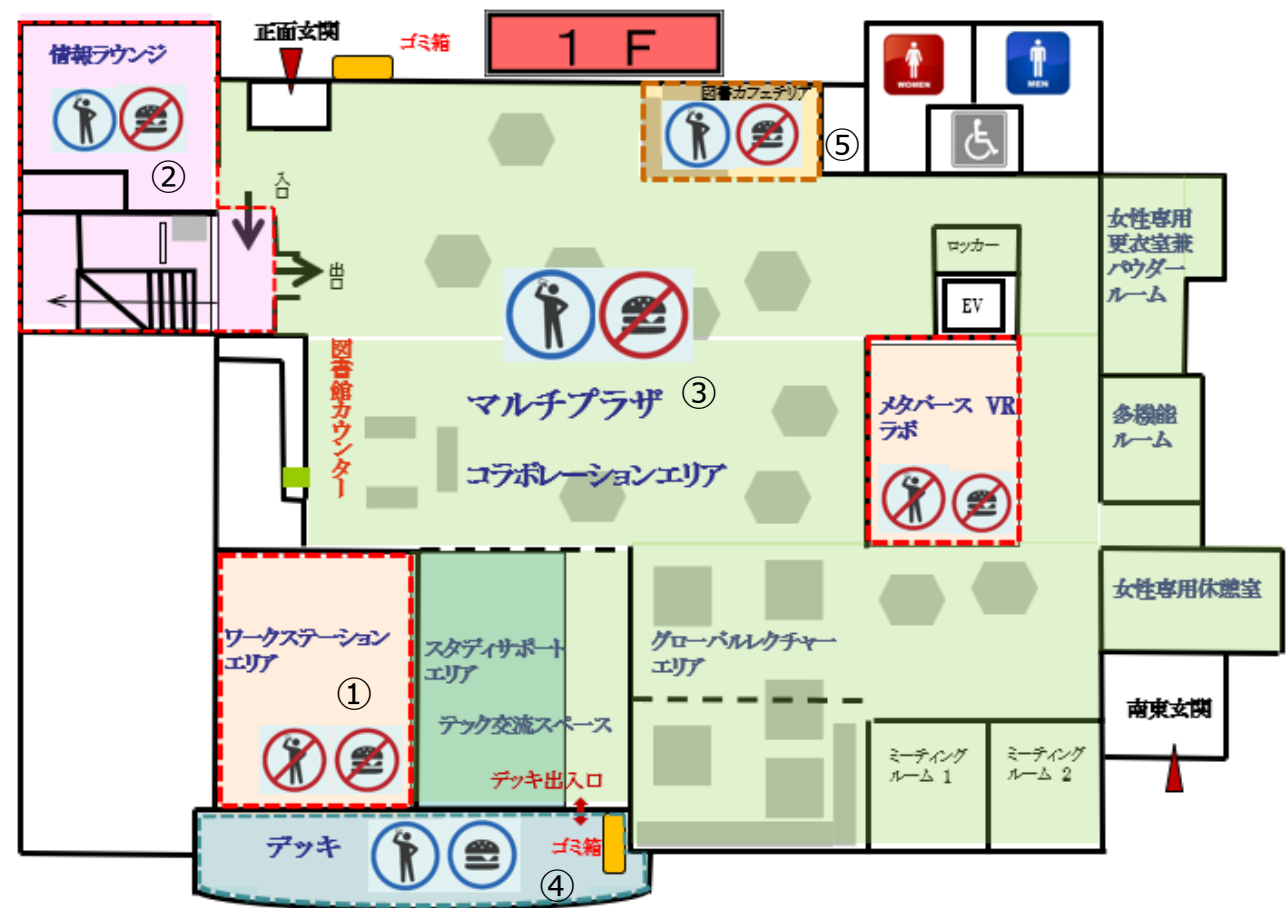 1 F
正面玄関
ゴミ箱
情報ラウンジ
②
図書カフェテリア
⑤
WOMEN
MEN
入口
出口
ロッカー
EV
女性専用
更衣室兼
パウダー
ルーム
図書館カウンター
マルチプラザ
③
コラボレーションエリア
メタバース VR
ラボ
多機能
ルーム
女性専用休憩室
ワークステーション
エリア
①
スタディサポート
エリア
テック交流スペース
グローバルレクチャー
エリア
南東玄関
ミーティング
ルーム 1
ミーティング
ルーム 2
デッキ出入口
デッキ
ゴミ箱
④